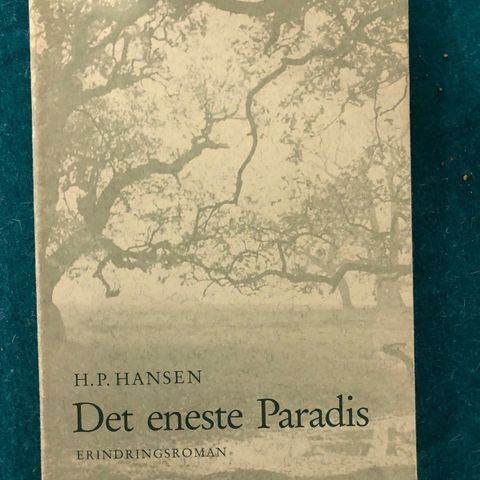 H.P. HANSEN
Det eneste Paradis
ERINDRINGSROMAN